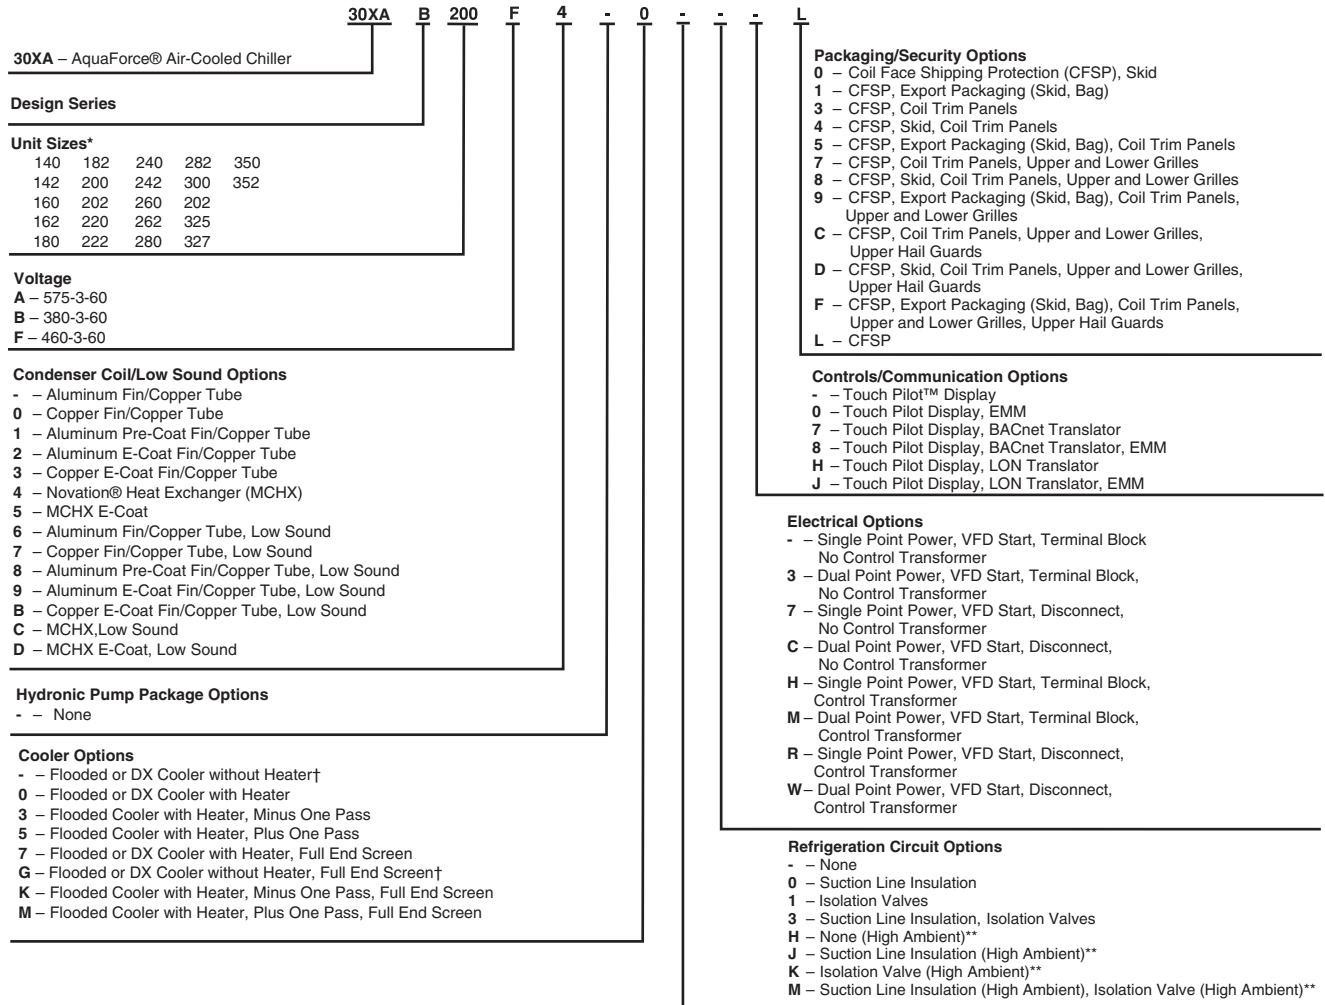 30XA B 200 F 4 - 0 - - - L
30XA – AquaForce® Air-Cooled Chiller
Design Series
Unit Sizes*
140 182 240 282 350
142 200 242 300 352
160 202 260 202
162 220 262 325
180 222 280 327
Voltage
A – 575-3-60
B – 380-3-60
F – 460-3-60
Condenser Coil/Low Sound Options
- – Aluminum Fin/Copper Tube
0 – Copper Fin/Copper Tube
1 – Aluminum Pre-Coat Fin/Copper Tube
2 – Aluminum E-Coat Fin/Copper Tube
3 – Copper E-Coat Fin/Copper Tube
4 – Novation® Heat Exchanger (MCHX)
5 – MCHX E-Coat
6 – Aluminum Fin/Copper Tube, Low Sound
7 – Copper Fin/Copper Tube, Low Sound
8 – Aluminum Pre-Coat Fin/Copper Tube, Low Sound
9 – Aluminum E-Coat Fin/Copper Tube, Low Sound
B – Copper E-Coat Fin/Copper Tube, Low Sound
C – MCHX,Low Sound
D – MCHX E-Coat, Low Sound
Hydronic Pump Package Options
- – None
Cooler Options
- – Flooded or DX Cooler without Heater†
0 – Flooded or DX Cooler with Heater
3 – Flooded Cooler with Heater, Minus One Pass
5 – Flooded Cooler with Heater, Plus One Pass
7 – Flooded or DX Cooler with Heater, Full End Screen
G – Flooded or DX Cooler without Heater, Full End Screen†
K – Flooded Cooler with Heater, Minus One Pass, Full End Screen
M – Flooded Cooler with Heater, Plus One Pass, Full End Screen
Packaging/Security Options
0 – Coil Face Shipping Protection (CFSP), Skid
1 – CFSP, Export Packaging (Skid, Bag)
3 – CFSP, Coil Trim Panels
4 – CFSP, Skid, Coil Trim Panels
5 – CFSP, Export Packaging (Skid, Bag), Coil Trim Panels
7 – CFSP, Coil Trim Panels, Upper and Lower Grilles
8 – CFSP, Skid, Coil Trim Panels, Upper and Lower Grilles
9 – CFSP, Export Packaging (Skid, Bag), Coil Trim Panels,
Upper and Lower Grilles
C – CFSP, Coil Trim Panels, Upper and Lower Grilles,
Upper Hail Guards
D – CFSP, Skid, Coil Trim Panels, Upper and Lower Grilles,
Upper Hail Guards
F – CFSP, Export Packaging (Skid, Bag), Coil Trim Panels,
Upper and Lower Grilles, Upper Hail Guards
L – CFSP
Controls/Communication Options
- – Touch Pilot™ Display
0 – Touch Pilot Display, EMM
7 – Touch Pilot Display, BACnet Translator
8 – Touch Pilot Display, BACnet Translator, EMM
H – Touch Pilot Display, LON Translator
J – Touch Pilot Display, LON Translator, EMM
Electrical Options
- – Single Point Power, VFD Start, Terminal Block
No Control Transformer
3 – Dual Point Power, VFD Start, Terminal Block,
No Control Transformer
7 – Single Point Power, VFD Start, Disconnect,
No Control Transformer
C – Dual Point Power, VFD Start, Disconnect,
No Control Transformer
H – Single Point Power, VFD Start, Terminal Block,
Control Transformer
M – Dual Point Power, VFD Start, Terminal Block,
Control Transformer
R – Single Point Power, VFD Start, Disconnect,
Control Transformer
W – Dual Point Power, VFD Start, Disconnect,
Control Transformer
Refrigeration Circuit Options
- – None
0 – Suction Line Insulation
1 – Isolation Valves
3 – Suction Line Insulation, Isolation Valves
H – None (High Ambient)**
J – Suction Line Insulation (High Ambient)**
K – Isolation Valve (High Ambient)**
M – Suction Line Insulation (High Ambient), Isolation Valve (High Ambient)**